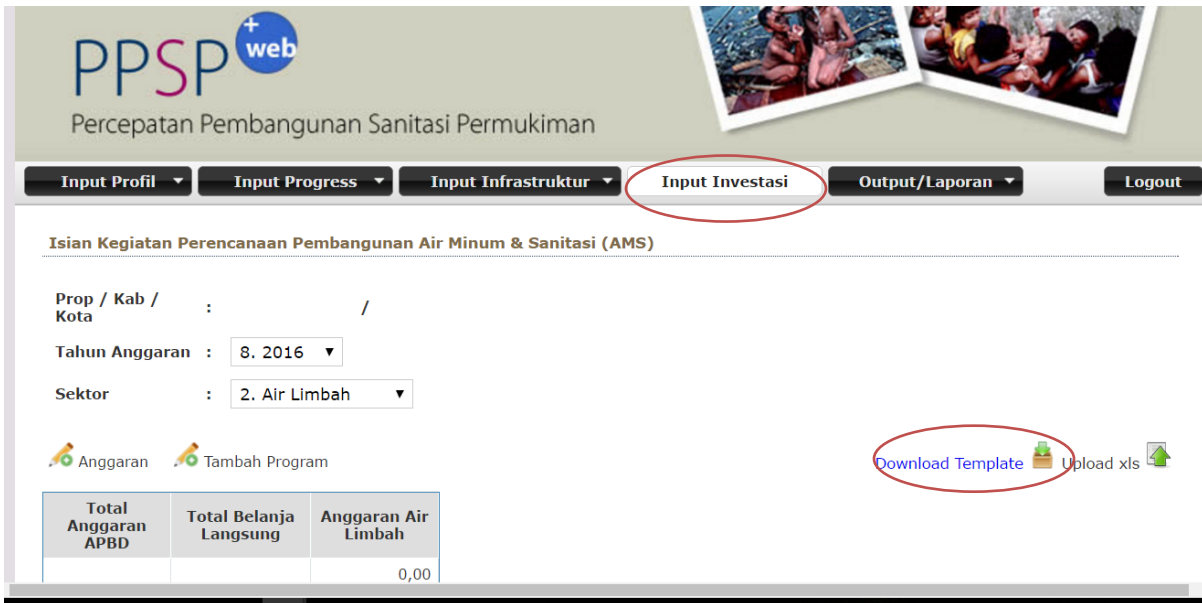 PPSP +
web
Percepatan Pembangunan Sanitasi Permukiman
Input Profil Input Progress Input Infrastruktur Input Investasi Output/Laporan Logout
Isian Kegiatan Perencanaan Pembangunan Air Minum & Sanitasi (AMS)
Prop / Kab /
Kota : /
Tahun Anggaran : 8. 2016
Sektor : 2. Air Limbah
Anggaran Tambah Program Download Template Upload xls
Total
Anggaran
APBD
Total Belanja
Langsung
Anggaran Air
Limbah
0,00